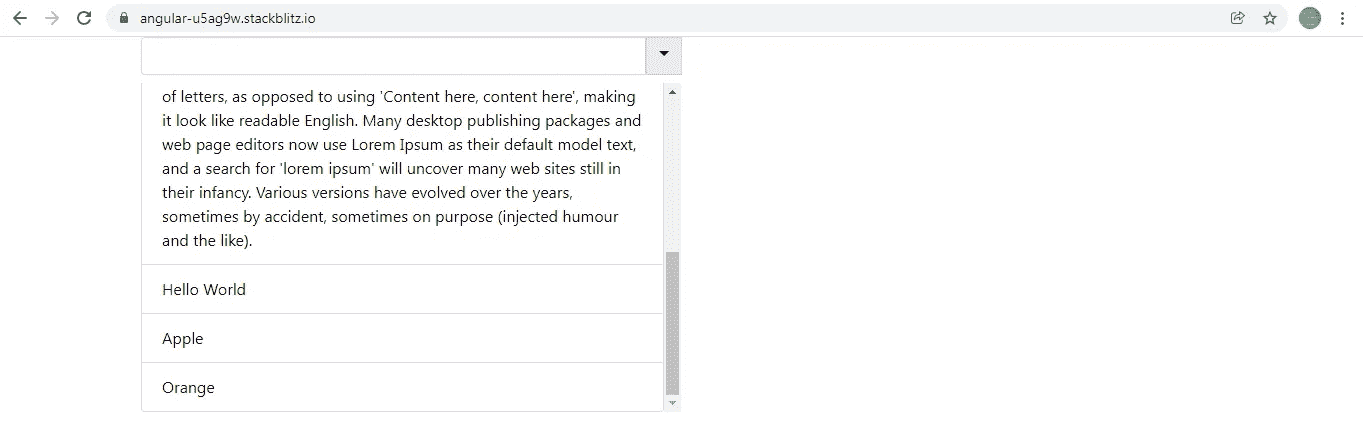 angular-u5ag9w.stackblitz.io
of letters, as opposed to using 'Content here, content here', making
it look like readable English. Many desktop publishing packages and
web page editors now use Lorem Ipsum as their default model text,
and a search for 'lorem ipsum' will uncover many web sites still in
their infancy. Various versions have evolved over the years,
sometimes by accident, sometimes on purpose (injected humour
and the like).
Hello World
Apple
Orange